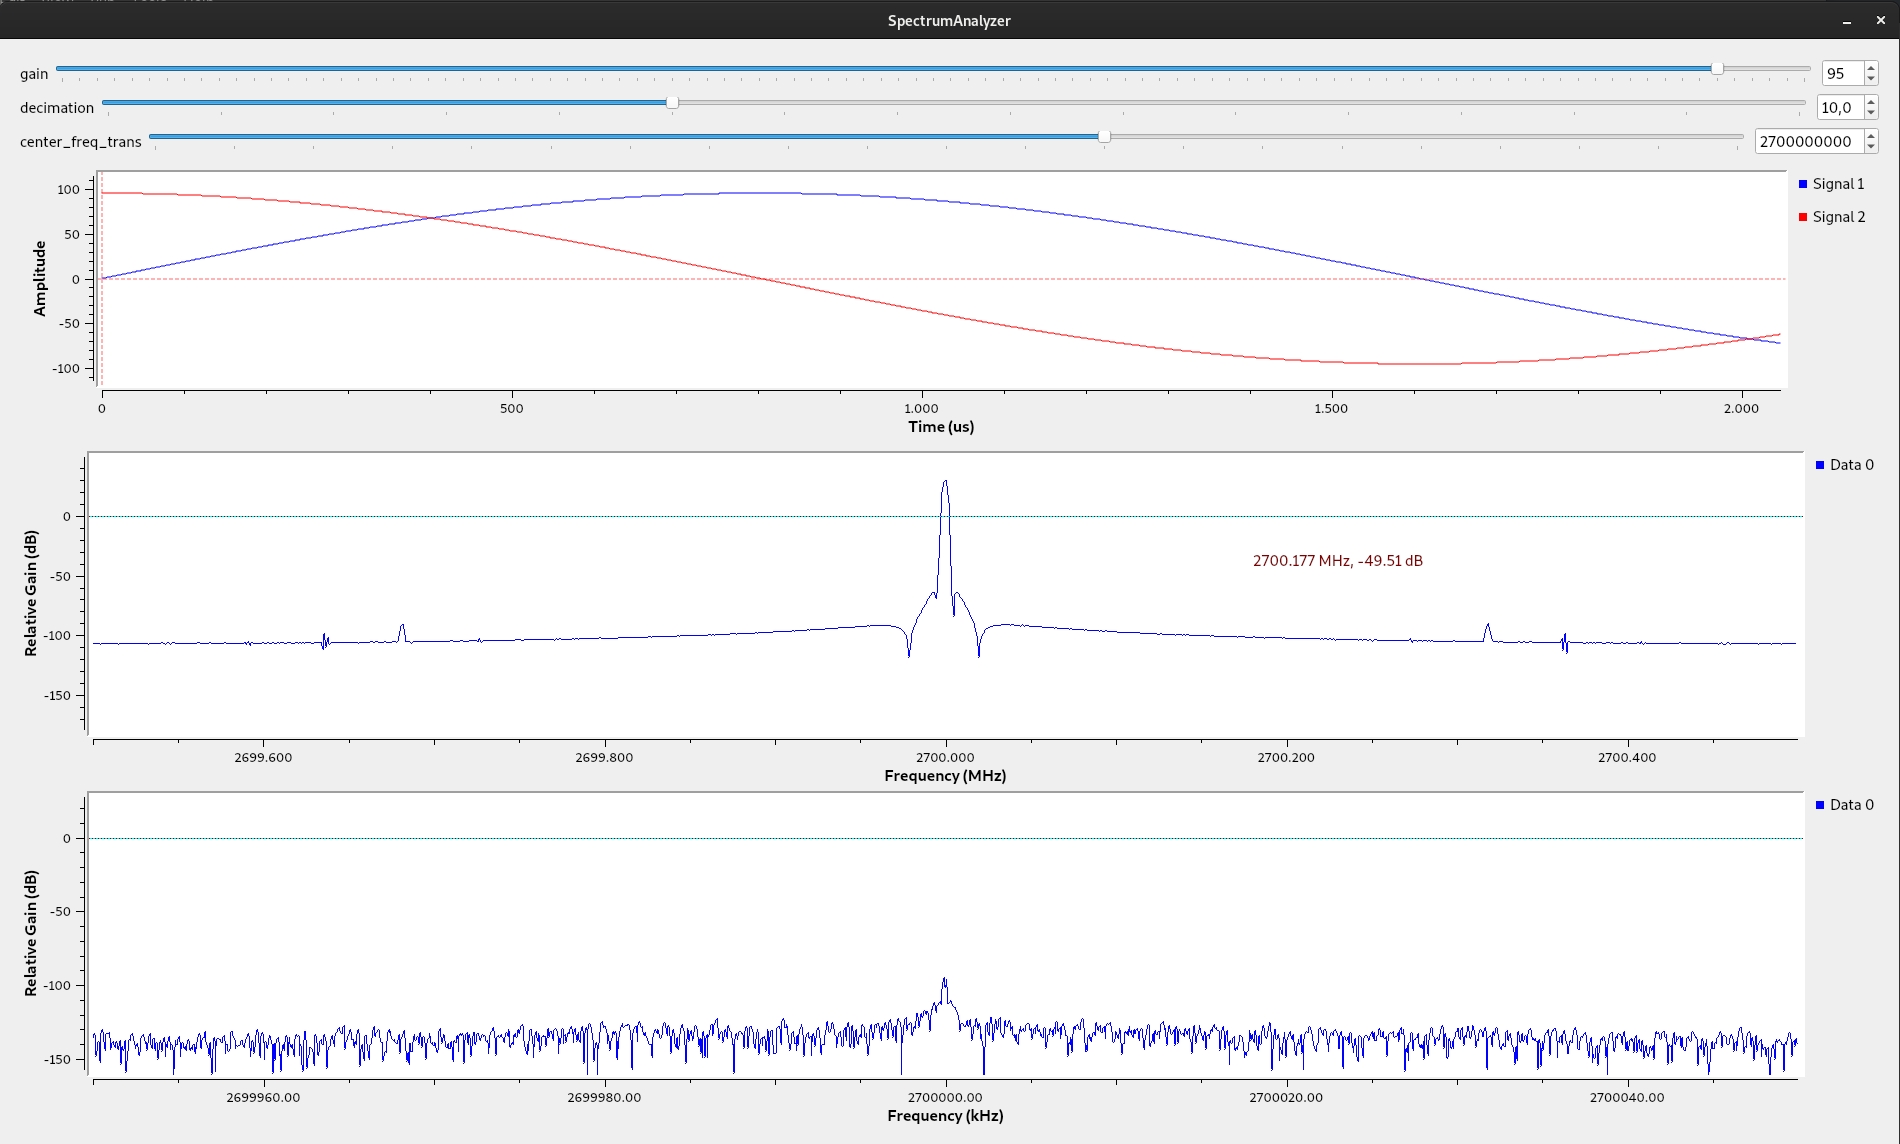 SpectrumAnalyzer
gain 95
decimation 10,0
center_freq_trans 2700000000
100
50
0
-50
-100
Amplitude
0 500 1.000 1.500 2.000
Time (us)
Signal 1
Signal 2
0
-50
-100
-150
Relative Gain (dB)
2700.177 MHz, -49.51 dB
2699.600 2699.800 2700.000 2700.200 2700.400
Frequency (MHz)
Data 0
0
-50
-100
-150
Relative Gain (dB)
2699960.00 2699980.00 2700000.00 2700020.00 2700040.00
Frequency (kHz)
Data 0